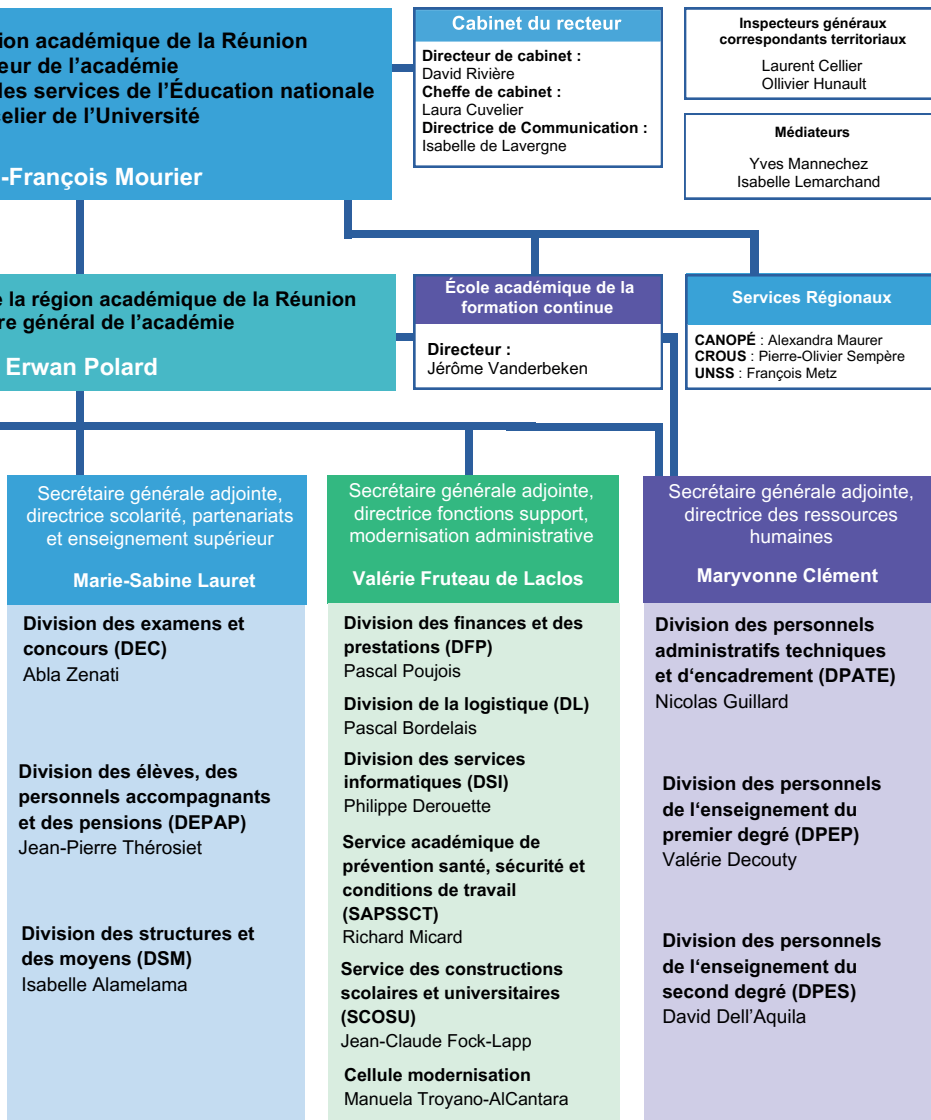 ion académique de la Réunion
eur de l'académie
les services de l'Éducation nationale
elier de l'Université
-François Mourier
Cabinet du recteur
Directeur de cabinet :
David Rivière
Cheffe de cabinet :
Laura Cuvelier
Directrice de Communication :
Isabelle de Lavergne
Inspecteurs généraux
correspondants territoriaux
Laurent Cellier
Ollivier Hunault
Médiateurs
Yves Mannechez
Isabelle Lemarchand
e la région académique de la Réunion
re général de l'académie
Erwan Polard
École académique de la
formation continue
Directeur :
Jérôme Vanderbeken
Services Régionaux
CANOPÉ : Alexandra Maurer
CROUS : Pierre-Olivier Sempère
UNSS : François Metz
Secrétaire générale adjointe,
directrice scolarité, partenariats
et enseignement supérieur
Marie-Sabine Lauret
Division des examens et
concours (DEC)
Abla Zenati
Division des élèves, des
personnels accompagnants
et des pensions (DEPAP)
Jean-Pierre Thérosiet
Division des structures et
des moyens (DSM)
Isabelle Alamelama
Secrétaire générale adjointe,
directrice fonctions support,
modernisation administrative
Valérie Fruteau de Laclos
Division des finances et des
prestations (DFP)
Pascal Poujois
Division de la logistique (DL)
Pascal Bordelais
Division des services
informatiques (DSI)
Philippe Derouette
Service académique de
prévention santé, sécurité et
conditions de travail
(SAPSSCT)
Richard Micard
Service des constructions
scolaires et universitaires
(SCOSU)
Jean-Claude Fock-Lapp
Cellule modernisation
Manuela Troyano-AlCantara
Secrétaire générale adjointe,
directrice des ressources
humaines
Maryvonne Clément
Division des personnels
administratifs techniques
et d'encadrement (DPATE)
Nicolas Guillard
Division des personnels
de l'enseignement du
premier degré (DPEP)
Valérie Decouty
Division des personnels
de l'enseignement du
second degré (DPES)
David Dell'Aquila